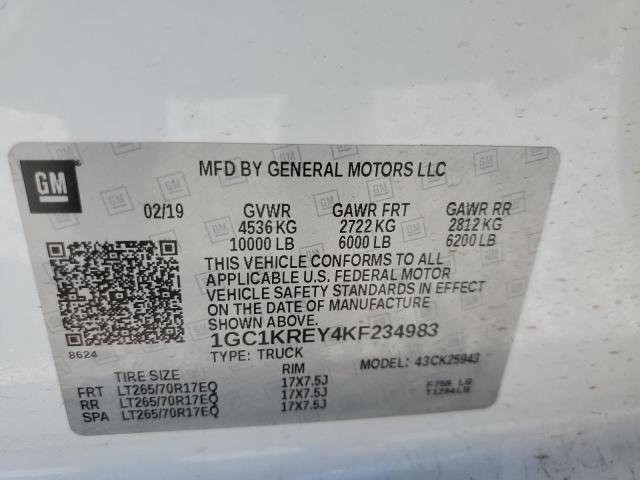 GM
MFD BY GENERAL MOTORS LLC
02/19 GVWR GAWR FRT GAWR RR
4536 KG 2722 KG 2812 KG
10000 LB 6000 LB 6200 LB
THIS VEHICLE CONFORMS TO ALL
APPLICABLE U.S. FEDERAL MOTOR
VEHICLE SAFETY STANDARDS IN EFFECT
ON THE DATE OF MANUFACTURE
SHOWN ABOVE.
8624
1GC1KREY4KF234983
TYPE: TRUCK MODEL: 43CK25943
TIRE SIZE RIM
FRT LT265/70R17EQ 17X7.5J F758 LB
RR LT265/70R17EQ 17X7.5J T1294LB
SPA LT265/70R17EQ 17X7.5J